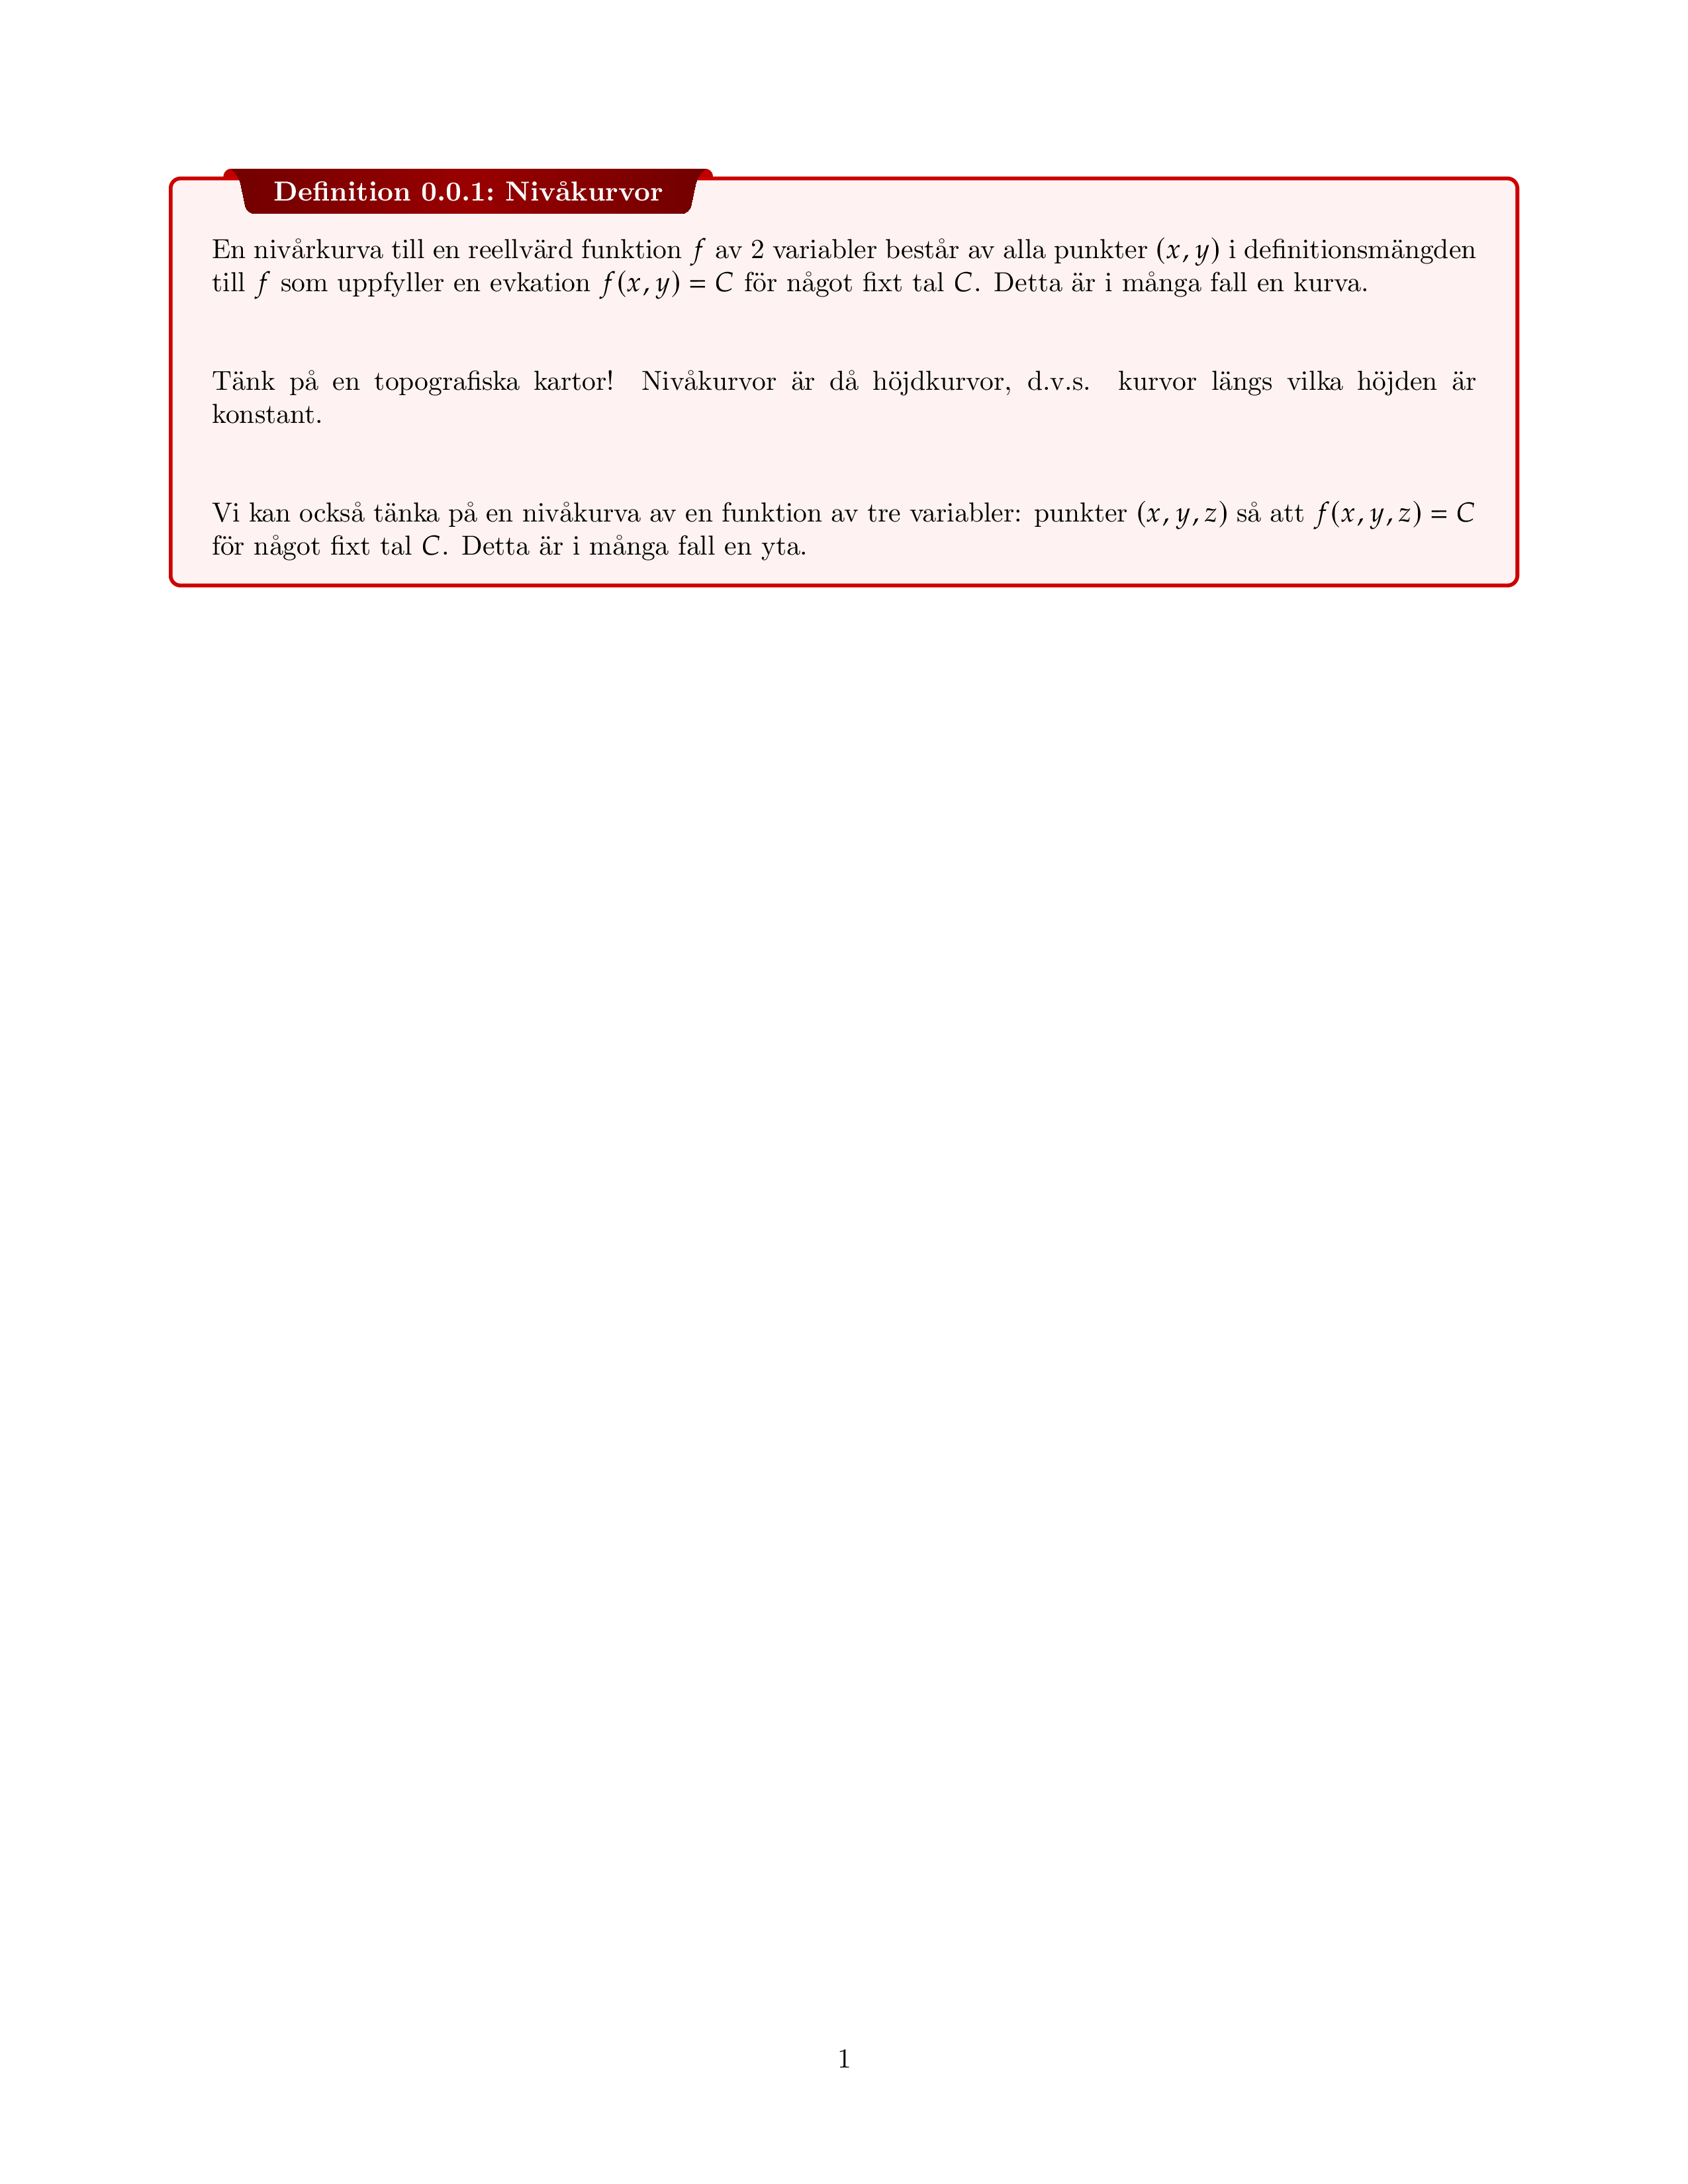 Definition 0.0.1: Nivåkurvor
En nivårkurva till en reellvärd funktion f av 2 variabler består av alla punkter (x, y) i definitionsmängden
till f som uppfyller en evkation f(x, y) = C för något fixt tal C. Detta är i många fall en kurva.
Tänk på en topografiska kartor! Nivåkurvor är då höjdkurvor, d.v.s. kurvor längs vilka höjden är
konstant.
Vi kan också tänka på en nivåkurva av en funktion av tre variabler: punkter (x, y, z) så att f(x, y, z) = C
för något fixt tal C. Detta är i många fall en yta.
1